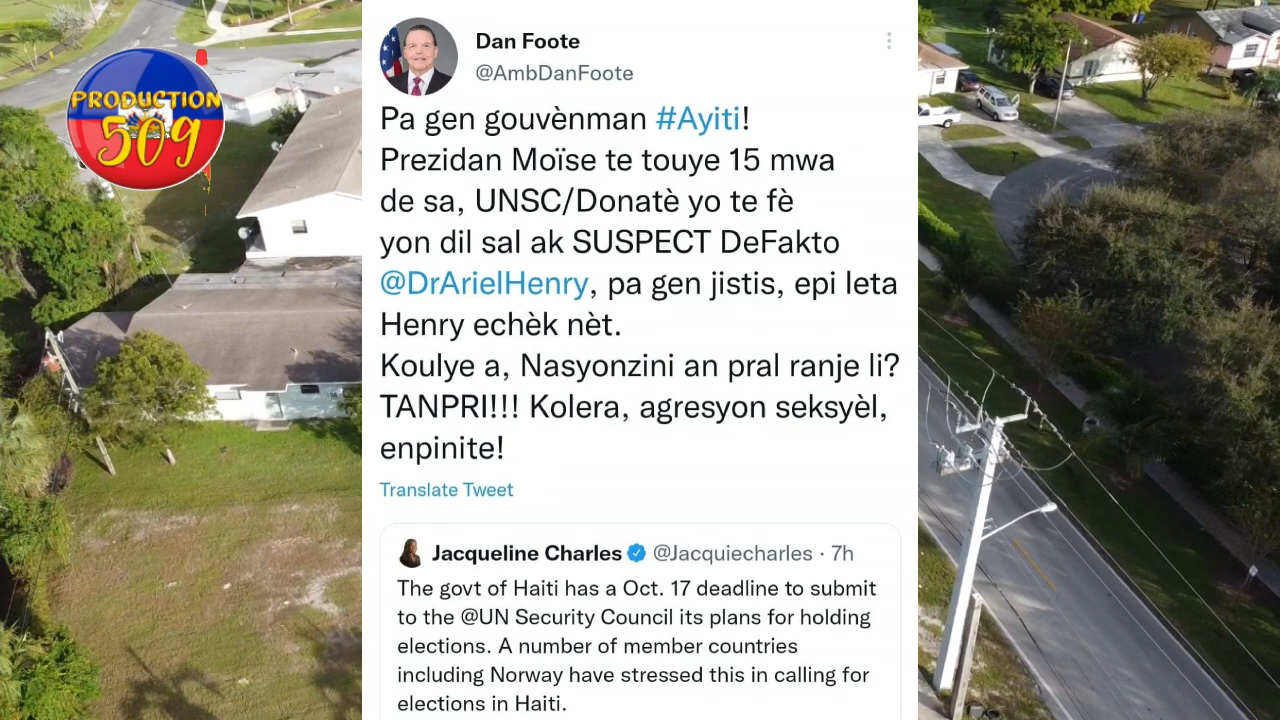 PRODUCTION
509
Dan Foote
@AmbDanFoote
Pa gen gouvènman #Ayiti!
Prezidan Moïse te touye 15 mwa
de sa, UNSC/Donatè yo te fè
yon dil sal ak SUSPECT DeFakto
@DrArielHenry, pa gen jistis, epi leta
Henry echèk nèt.
Koulye a, Nasyonzini an pral ranje li?
TANPRI!!! Kolera, agresyon seksyèl,
enpinite!
Translate Tweet
Jacqueline Charles @Jacquiecharles · 7h
The govt of Haiti has a Oct. 17 deadline to submit
to the @UN Security Council its plans for holding
elections. A number of member countries
including Norway have stressed this in calling for
elections in Haiti.